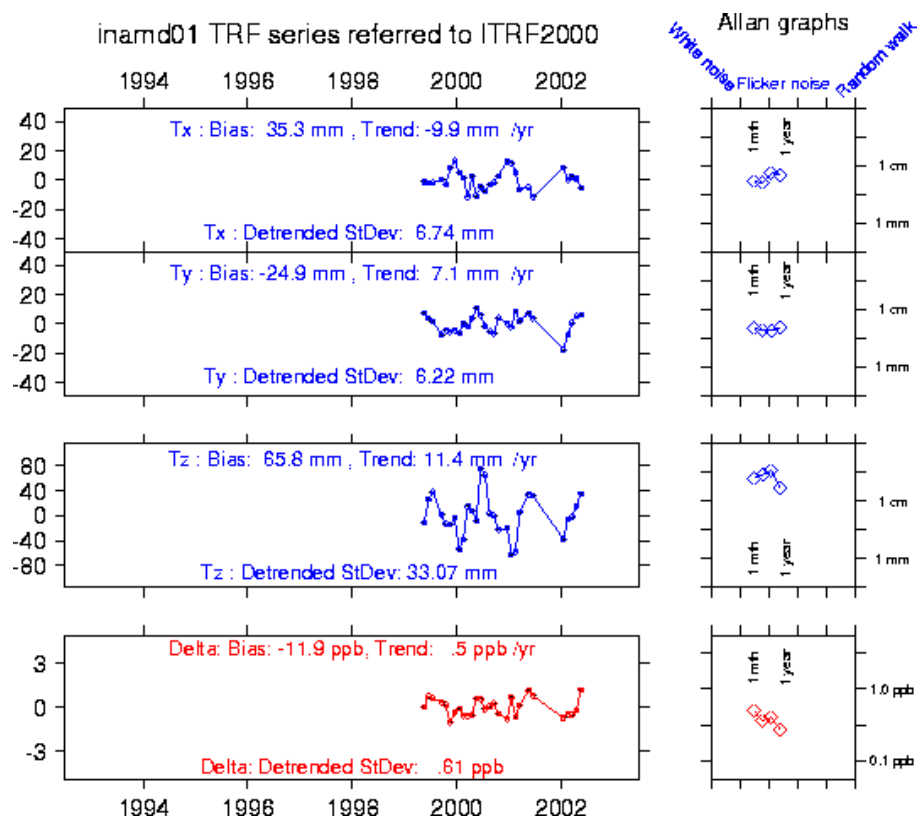 inamd01 TRF series referred to ITRF2000
Allan graphs
White noise
Flicker noise
Random walk
1994 1996 1998 2000 2002
40
20
0
-20
-40
Tx : Bias: 35.3 mm , Trend: -9.9 mm /yr
Tx : Detrended StDev: 6.74 mm
1 mth
1 year
1 cm
1 mm
40
20
0
-20
-40
Ty : Bias: -24.9 mm , Trend: 7.1 mm /yr
Ty : Detrended StDev: 6.22 mm
1 mth
1 year
1 cm
1 mm
80
40
0
-40
-80
Tz : Bias: 65.8 mm , Trend: 11.4 mm /yr
Tz : Detrended StDev: 33.07 mm
1 mth
1 year
1 cm
1 mm
3
0
-3
Delta: Bias: -11.9 ppb, Trend: .5 ppb /yr
Delta: Detrended StDev: .61 ppb
1 mth
1 year
1.0 ppb
0.1 ppb
1994 1996 1998 2000 2002